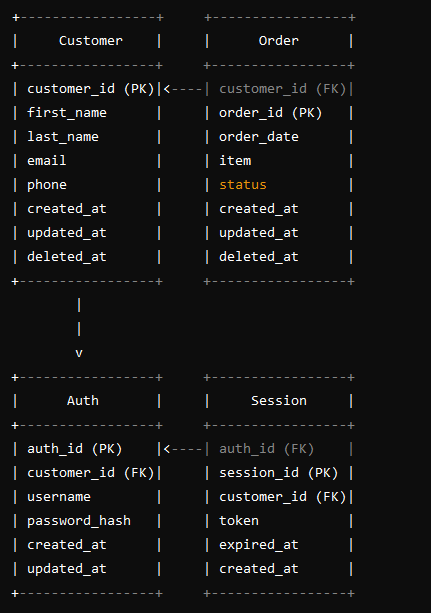 +-----------------+     +-----------------+
|     Customer    |     |      Order      |
+-----------------+     +-----------------+
| customer_id (PK)|<----| customer_id (FK)|
| first_name      |     | order_id (PK)   |
| last_name       |     | order_date      |
| email           |     | item            |
| phone           |     | status          |
| created_at      |     | created_at      |
| updated_at      |     | updated_at      |
| deleted_at      |     | deleted_at      |
+-----------------+     +-----------------+
        |
        |
        v
+-----------------+     +-----------------+
|      Auth       |     |     Session     |
+-----------------+     +-----------------+
| auth_id (PK)    |<----| auth_id (FK)    |
| customer_id (FK)|     | session_id (PK) |
| username        |     | customer_id (FK)|
| password_hash   |     | token           |
| created_at      |     | expired_at      |
| updated_at      |     | created_at      |
+-----------------+     +-----------------+